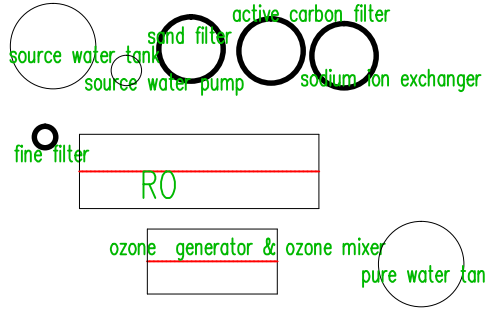 active carbon filter
sand filter
source water tank
sodium ion exchanger
source water pump
fine filter
RO
ozone generator & ozone mixer
pure water tan